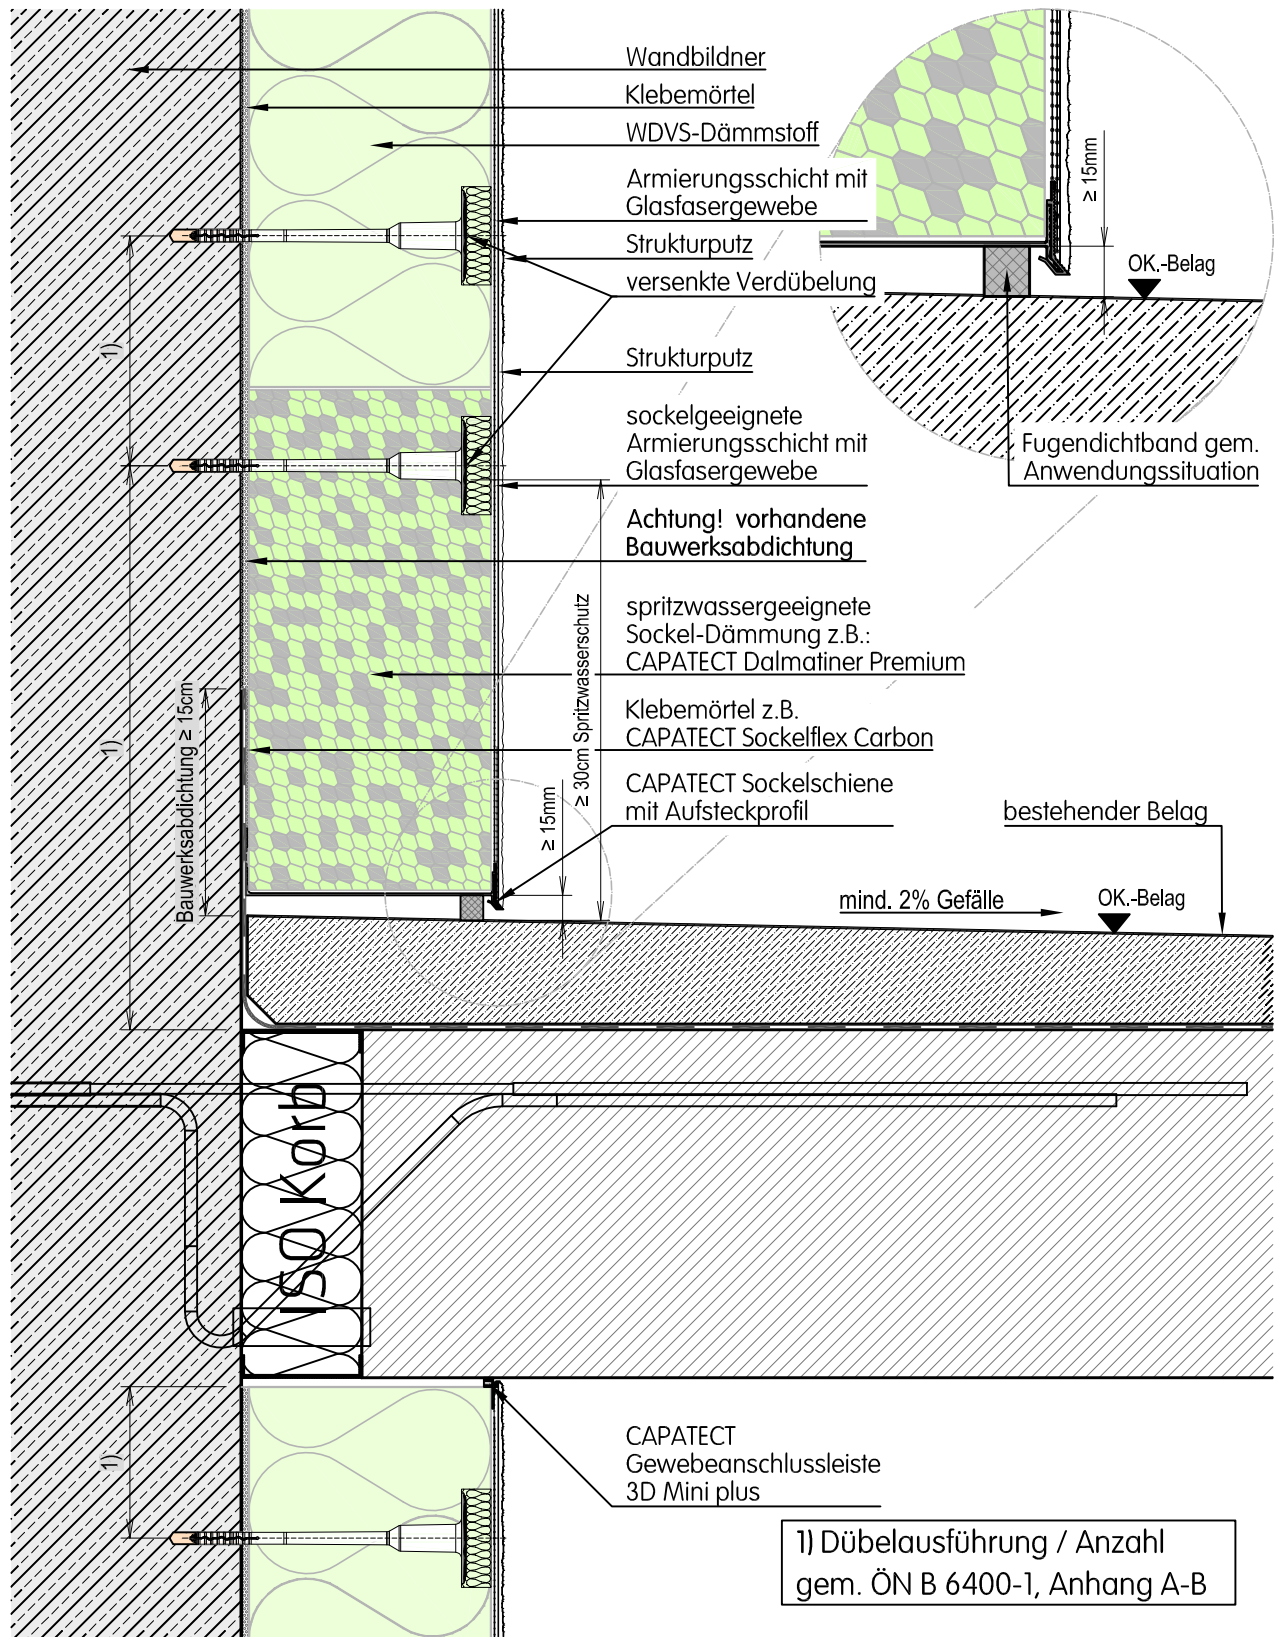 Wandbildner
Klebemörtel
WDVS-Dämmstoff
Armierungsschicht mit
Glasfasergewebe
Strukturputz
versenkte Verdübelung
Strukturputz
sockelgeeignete
Armierungsschicht mit
Glasfasergewebe
Achtung! vorhandene
Bauwerksabdichtung
spritzwassergeeignete
Sockel-Dämmung z.B.:
CAPATECT Dalmatiner Premium
Klebemörtel z.B.
CAPATECT Sockelflex Carbon
CAPATECT Sockelschiene
mit Aufsteckprofil
≥ 15mm
OK.-Belag
Fugendichtband gem.
Anwendungssituation
1)
1)
Bauwerksabdichtung ≥ 15cm
≥ 30cm Spritzwasserschutz
≥ 15mm
bestehender Belag
mind. 2% Gefälle
OK.-Belag
ISO Korb
1)
CAPATECT
Gewebeanschlussleiste
3D Mini plus
1) Dübelausführung / Anzahl
gem. ÖN B 6400-1, Anhang A-B